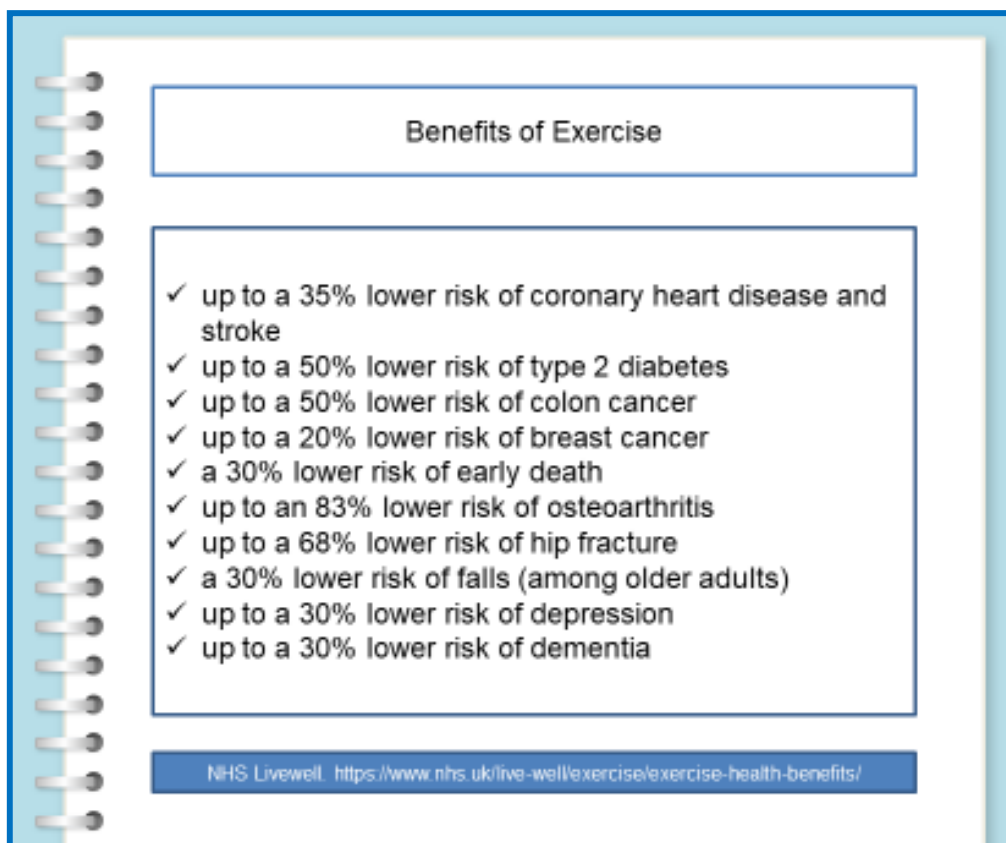 Benefits of Exercise
✓ up to a 35% lower risk of coronary heart disease and
stroke
✓ up to a 50% lower risk of type 2 diabetes
✓ up to a 50% lower risk of colon cancer
✓ up to a 20% lower risk of breast cancer
✓ a 30% lower risk of early death
✓ up to an 83% lower risk of osteoarthritis
✓ up to a 68% lower risk of hip fracture
✓ a 30% lower risk of falls (among older adults)
✓ up to a 30% lower risk of depression
✓ up to a 30% lower risk of dementia
NHS Livewell. https://www.nhs.uk/live-well/exercise/exercise-health-benefits/